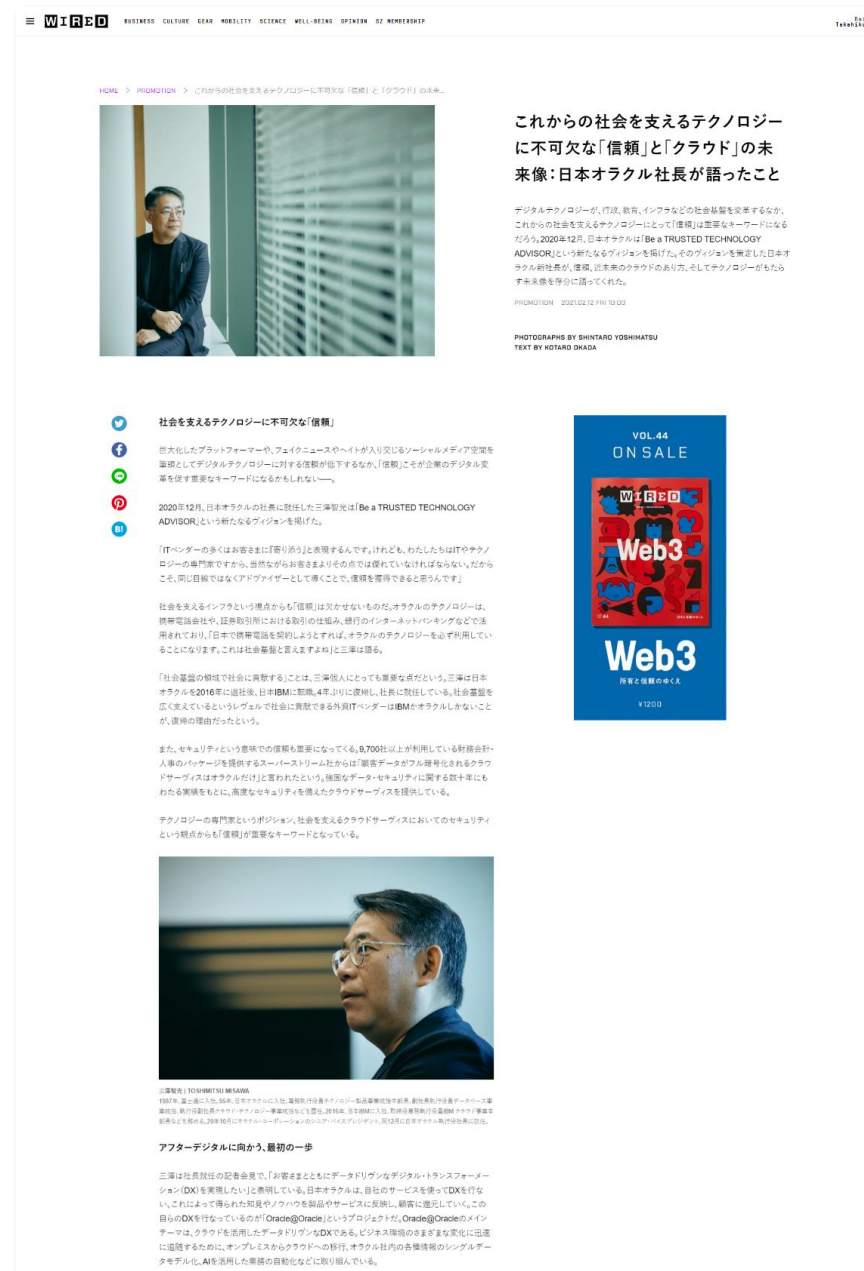 WIRED
BUSINESS CULTURE GEAR MOBILITY SCIENCE WELL-BEING OPINION SZ MEMBERSHIP
HOME > PROMOTION > これからの社会を支えるテクノロジーに不可欠な「信頼」と「クラウド」の未来…
これからの社会を支えるテクノロジー
に不可欠な「信頼」と「クラウド」の未
来像:日本オラクル社長が語ったこと
デジタルテクノロジーが、行政、教育、インフラなどの社会基盤を変革するなか、
これからの社会を支えるテクノロジーにとって「信頼」は重要なキーワードになる
だろう。2020年12月、日本オラクルは「Be a TRUSTED TECHNOLOGY
ADVISOR」という新たなるヴィジョンを掲げた。そのヴィジョンを策定した日本オ
ラクル新社長が、信頼、近未来のクラウドのあり方、そしてテクノロジーがもたら
す未来像を存分に語ってくれた。
PROMOTION 2021.02.12 FRI 10:00
PHOTOGRAPHS BY SHINTARO YOSHIMATSU
TEXT BY KOTARO OKADA
社会を支えるテクノロジーに不可欠な「信頼」
巨大化したプラットフォーマーや、フェイクニュースやヘイトが入り交じるソーシャルメディア空間を
筆頭としてデジタルテクノロジーに対する信頼が低下するなか、「信頼」こそが企業のデジタル変
革を促す重要なキーワードになるかもしれない──。
2020年12月、日本オラクルの社長に就任した三澤智光は「Be a TRUSTED TECHNOLOGY
ADVISOR」という新たなるヴィジョンを掲げた。
「ITベンダーの多くはお客さまに『寄り添う』と表現するんです。けれども、わたしたちはITやテクノ
ロジーの専門家ですから、当然ながらお客さまよりその点では優れていなければならない。だから
こそ、同じ目線ではなくアドヴァイザーとして導くことで、信頼を獲得できると思うんです」
社会を支えるインフラという視点からも「信頼」は欠かせないものだ。オラクルのテクノロジーは、
携帯電話会社や、証券取引所における取引の仕組み、銀行のインターネットバンキングなどで活
用されており、「日本で携帯電話を契約しようとすれば、オラクルのテクノロジーを必ず利用してい
ることになります。これは社会基盤と言えますよね」と三澤は語る。
「社会基盤の領域で社会に貢献する」ことは、三澤個人にとっても重要な点だという。三澤は日本
オラクルを2016年に退社後、日本IBMに転職。4年ぶりに復帰し、社長に就任している。社会基盤を
広く支えているというレヴェルで社会に貢献できる外資ITベンダーはIBMかオラクルしかないこと
が、復帰の理由だったという。
また、セキュリティという意味での信頼も重要になってくる。9,700社以上が利用している財務会計・
人事のパッケージを提供するスーパーストリーム社からは「顧客データがフル暗号化されるクラウ
ドサーヴィスはオラクルだけ」と言われたという。強固なデータ・セキュリティに関する数十年にも
わたる実績をもとに、高度なセキュリティを備えたクラウドサーヴィスを提供している。
テクノロジーの専門家というポジション、社会を支えるクラウドサーヴィスにおいてのセキュリティ
という観点からも「信頼」が重要なキーワードとなっている。
VOL.44
ON SALE
WIRED
Web3
Web3
所有と信頼のゆくえ
¥1200
三澤智光 | TOSHIMITSU MISAWA
アフターデジタルに向かう、最初の一歩
三澤は社長就任の記者会見で、「お客さまとともにデータドリヴンなデジタル・トランスフォーメー
ション(DX)を実現したい」と表明している。日本オラクルは、自社のサービスを使ってDXを行な
い、これによって得られた知見やノウハウを製品やサービスに反映し、顧客に還元していく。この
自らのDXを行なっているのが「Oracle@Oracle」というプロジェクトだ。Oracle@Oracleのメイン
テーマは、クラウドを活用したデータドリヴンなDXである。ビジネス環境のさまざまな変化に迅速
に追随するために、オンプレミスからクラウドへの移行、オラクル社内の各種情報のシングルデー
タモデル化、AIを活用した業務の自動化などに取り組んでいる。